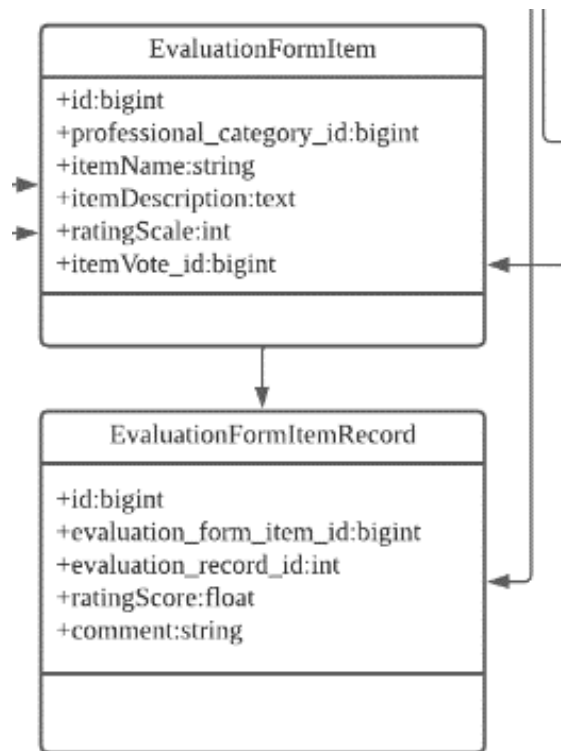 EvaluationFormItem
+id:bigint
+professional_category_id:bigint
+itemName:string
+itemDescription:text
+ratingScale:int
+itemVote_id:bigint
EvaluationFormItemRecord
+id:bigint
+evaluation_form_item_id:bigint
+evaluation_record_id:int
+ratingScore:float
+comment:string